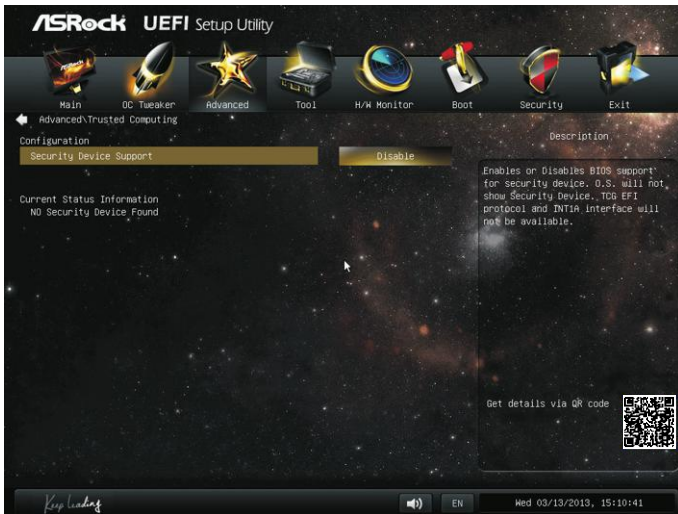 ASRock UEFI Setup Utility
Main OC Tweaker Advanced Tool H/W Monitor Boot Security Exit
Advanced\Trusted Computing
Configuration
Security Device Support Disable
Current Status Information
NO Security Device Found
Description
Enables or Disables BIOS support
for security device. O.S. will not
show Security Device. TCG EFI
protocol and INT1A interface will
not be available.
Get details via QR code
Keep Leading
EN
Wed 03/13/2013, 15:10:41